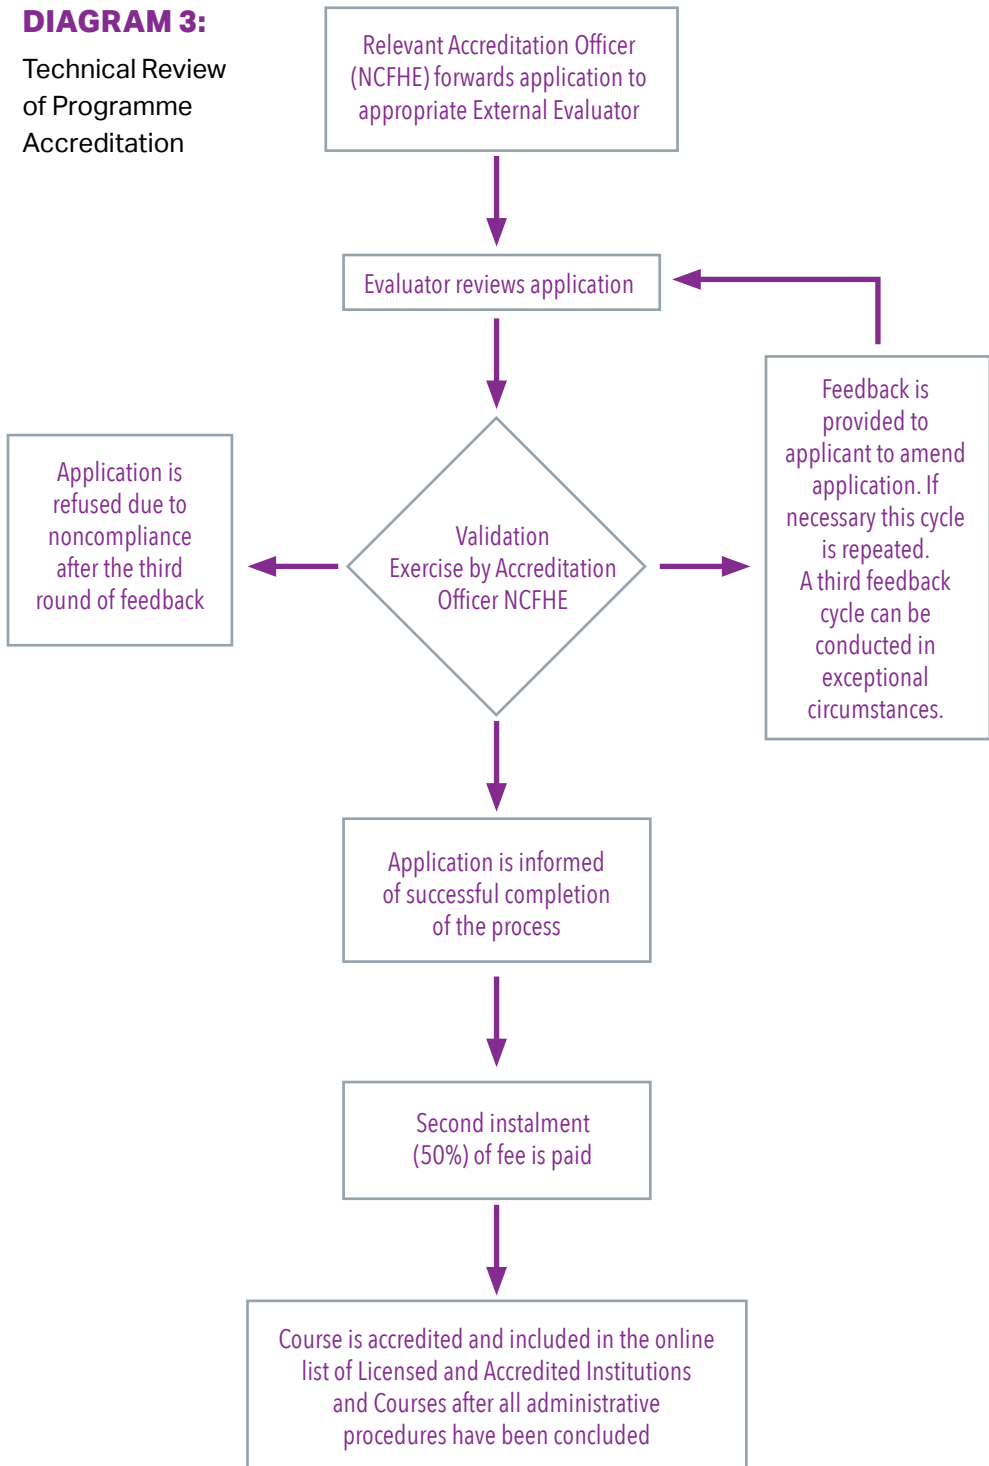 DIAGRAM 3:
Technical Review
of Programme
Accreditation
Relevant Accreditation Officer
(NCFHE) forwards application to
appropriate External Evaluator
Evaluator reviews application
Feedback is
provided to
applicant to amend
application. If
necessary this cycle
is repeated.
A third feedback
cycle can be
conducted in
exceptional
circumstances.
Application is
refused due to
noncompliance
after the third
round of feedback
Validation
Exercise by Accreditation
Officer NCFHE
Application is informed
of successful completion
of the process
Second instalment
(50%) of fee is paid
Course is accredited and included in the online
list of Licensed and Accredited Institutions
and Courses after all administrative
procedures have been concluded